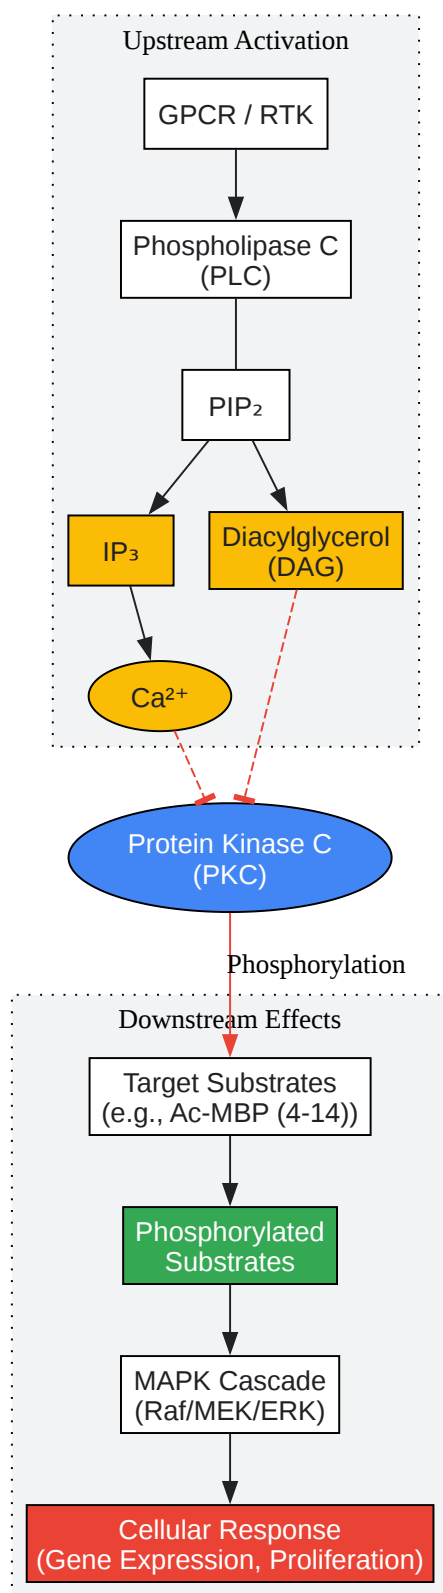 Upstream Activation
GPCR / RTK
Phospholipase C
(PLC)
PIP₂
IP₃
Diacylglycerol
(DAG)
Ca²⁺
Protein Kinase C
(PKC)
Phosphorylation
Downstream Effects
Target Substrates
(e.g., Ac-MBP (4-14))
Phosphorylated
Substrates
MAPK Cascade
(Raf/MEK/ERK)
Cellular Response
(Gene Expression, Proliferation)